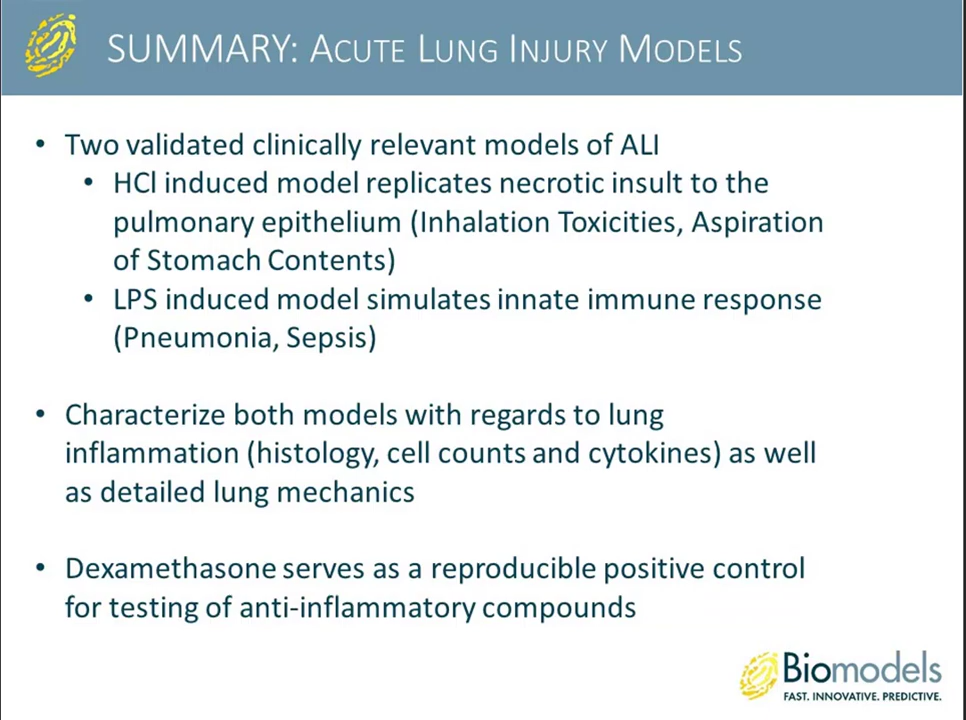 SUMMARY: ACUTE LUNG INJURY MODELS
• Two validated clinically relevant models of ALI
• HCl induced model replicates necrotic insult to the
pulmonary epithelium (Inhalation Toxicities, Aspiration
of Stomach Contents)
• LPS induced model simulates innate immune response
(Pneumonia, Sepsis)
• Characterize both models with regards to lung
inflammation (histology, cell counts and cytokines) as well
as detailed lung mechanics
• Dexamethasone serves as a reproducible positive control
for testing of anti-inflammatory compounds
Biomodels
FAST. INNOVATIVE. PREDICTIVE.